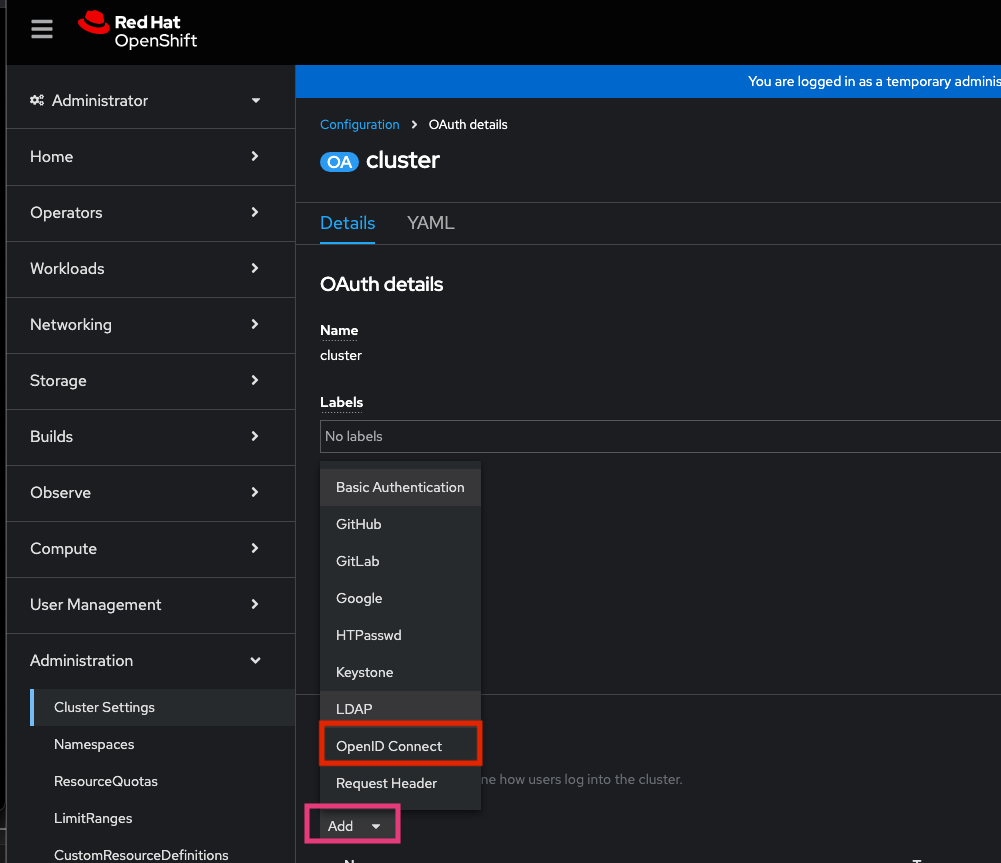 Red Hat
OpenShift
You are logged in as a temporary adminis
Administrator
Home
Operators
Workloads
Networking
Storage
Builds
Observe
Compute
User Management
Administration
Cluster Settings
Namespaces
ResourceQuotas
LimitRanges
CustomResourceDefinitions
Configuration > OAuth details
OA cluster
Details YAML
OAuth details
Name
cluster
Labels
No labels
Basic Authentication
GitHub
GitLab
Google
HTPasswd
Keystone
LDAP
OpenID Connect
Request Header
ne how users log into the cluster.
Add